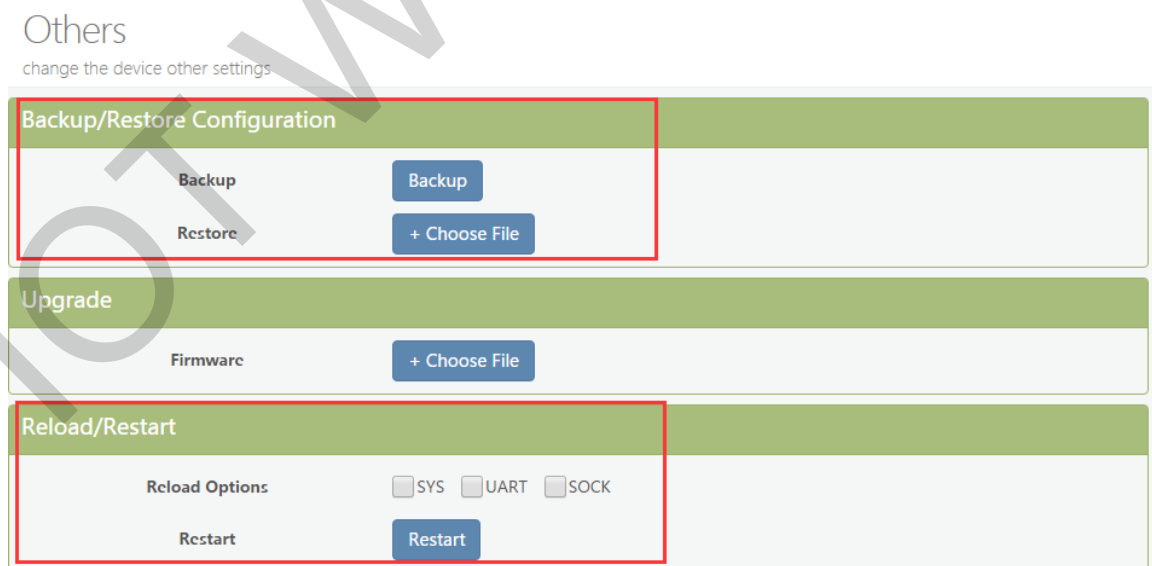 Others
change the device other settings
Backup/Restore Configuration
Backup Backup
Restore + Choose File
Upgrade
Firmware + Choose File
Reload/Restart
Reload Options SYS UART SOCK
Restart Restart
IOT W